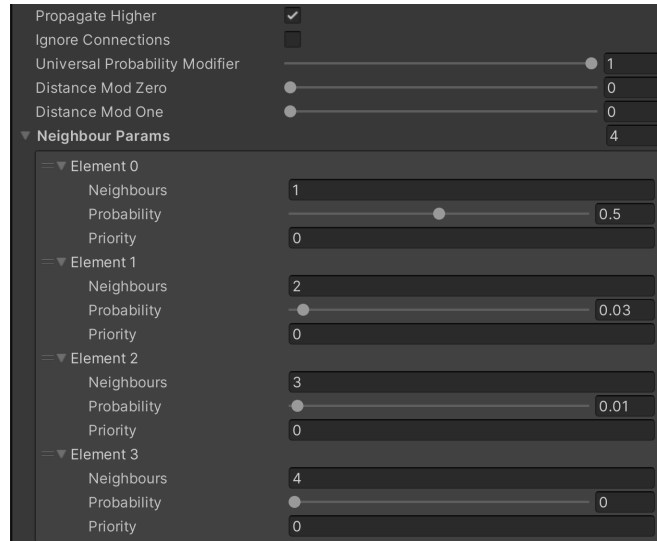 Propagate Higher
Ignore Connections
Universal Probability Modifier 1
Distance Mod Zero 0
Distance Mod One 0
Neighbour Params 4
Element 0
Neighbours 1
Probability 0.5
Priority 0
Element 1
Neighbours 2
Probability 0.03
Priority 0
Element 2
Neighbours 3
Probability 0.01
Priority 0
Element 3
Neighbours 4
Probability 0
Priority 0